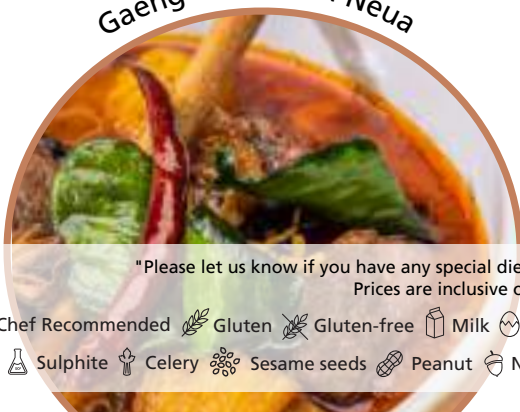 Gaeng Neua
"Please let us know if you have any special die
Prices are inclusive o
Chef Recommended Gluten Gluten-free Milk
Sulphite Celery Sesame seeds Peanut N